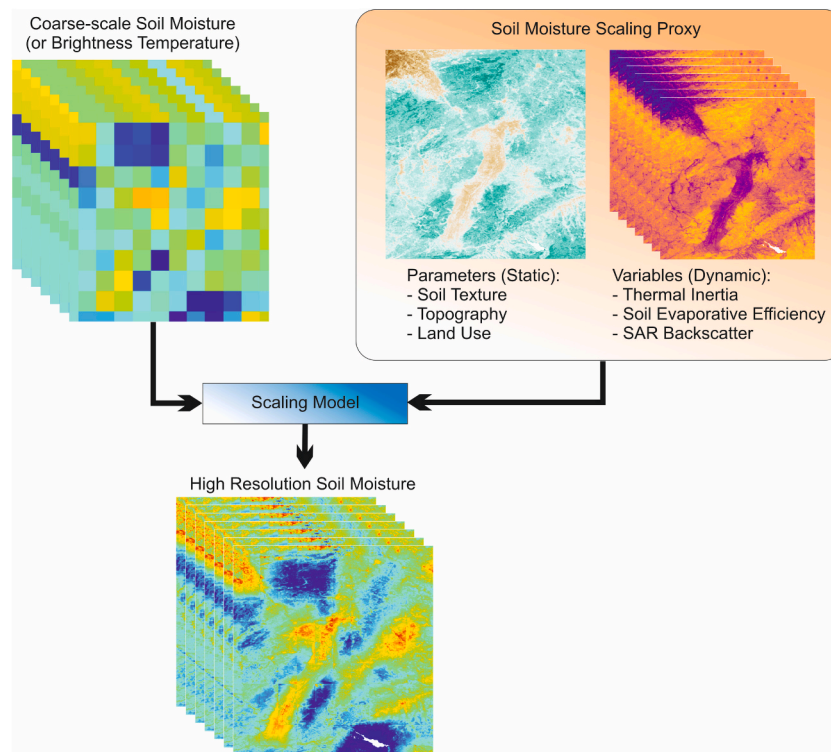 Coarse-scale Soil Moisture
(or Brightness Temperature)
Soil Moisture Scaling Proxy
Parameters (Static):
- Soil Texture
- Topography
- Land Use
Variables (Dynamic):
- Thermal Inertia
- Soil Evaporative Efficiency
- SAR Backscatter
Scaling Model
High Resolution Soil Moisture